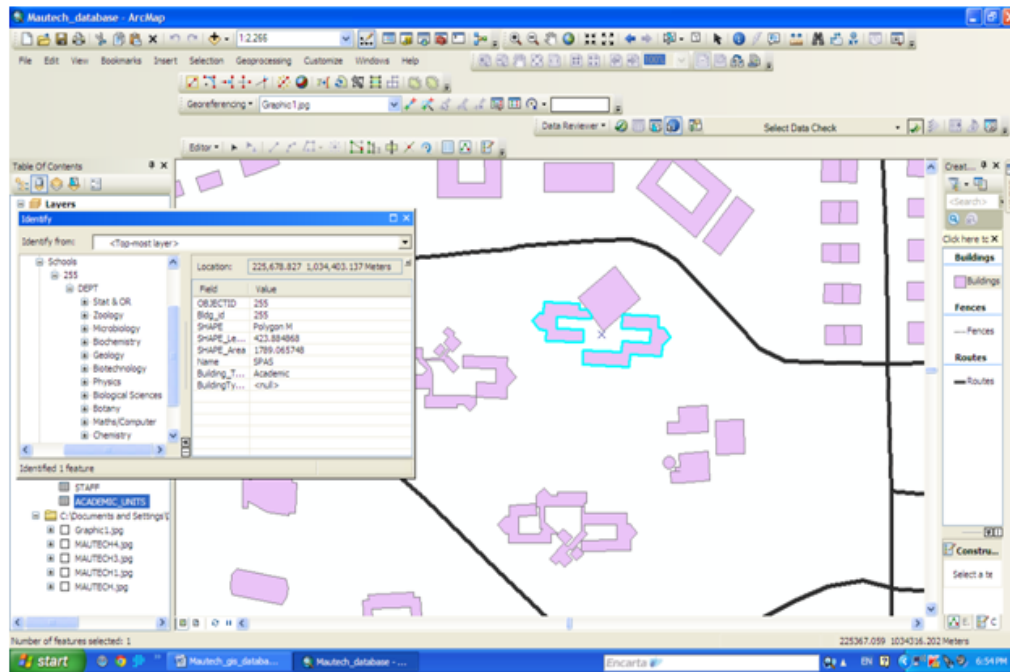 Mautech_database - ArcMap
1:2,266
File Edit View Bookmarks Insert Selection Geoprocessing Customize Windows Help
100%
Georeferencing Graphic1.jpg
Data Reviewer Select Data Check
Editor
Table Of Contents
Layers
Creat...
<Search>
Click here to
Buildings
Buildings
Fences
Fences
Routes
Routes
Identify
Identify from: <Top-most layer>
Schools
255
DEPT
Stat & OR
Zoology
Microbiology
Biochemistry
Geology
Biotechnology
Physics
Biological Sciences
Botany
Maths/Computer
Chemistry
Location: 225,678.827 1,034,403.137 Meters
Field Value
OBJECTID 255
Bldg_id 255
SHAPE Polygon M
SHAPE_Le... 423.884868
SHAPE_Area 1789.065748
Name SPAS
Building_T... Academic
BuildingTy... <null>
Identified 1 feature
STAFF
ACADEMIC_UNITS
C:\Documents and Settings\
Graphic1.jpg
MAUTECH4.jpg
MAUTECH3.jpg
MAUTECH1.jpg
MAUTECH.jpg
Constru...
Select a te
Number of features selected: 1
225367.059 1034316.202 Meters
start
Mautech_gis_databa...
Mautech_database - ...
Encarta
EN
6:54 PM